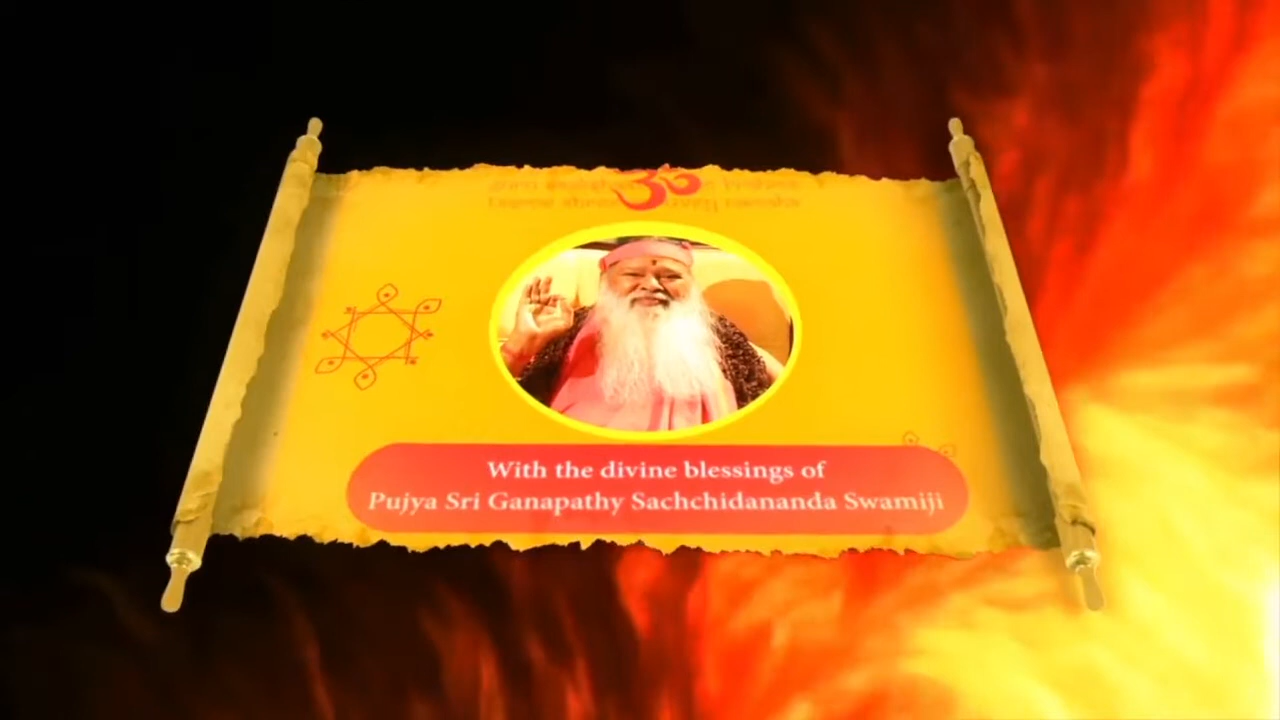 ॐ
With the divine blessings of
Pujya Sri Ganapathy Sachchidananda Swamiji